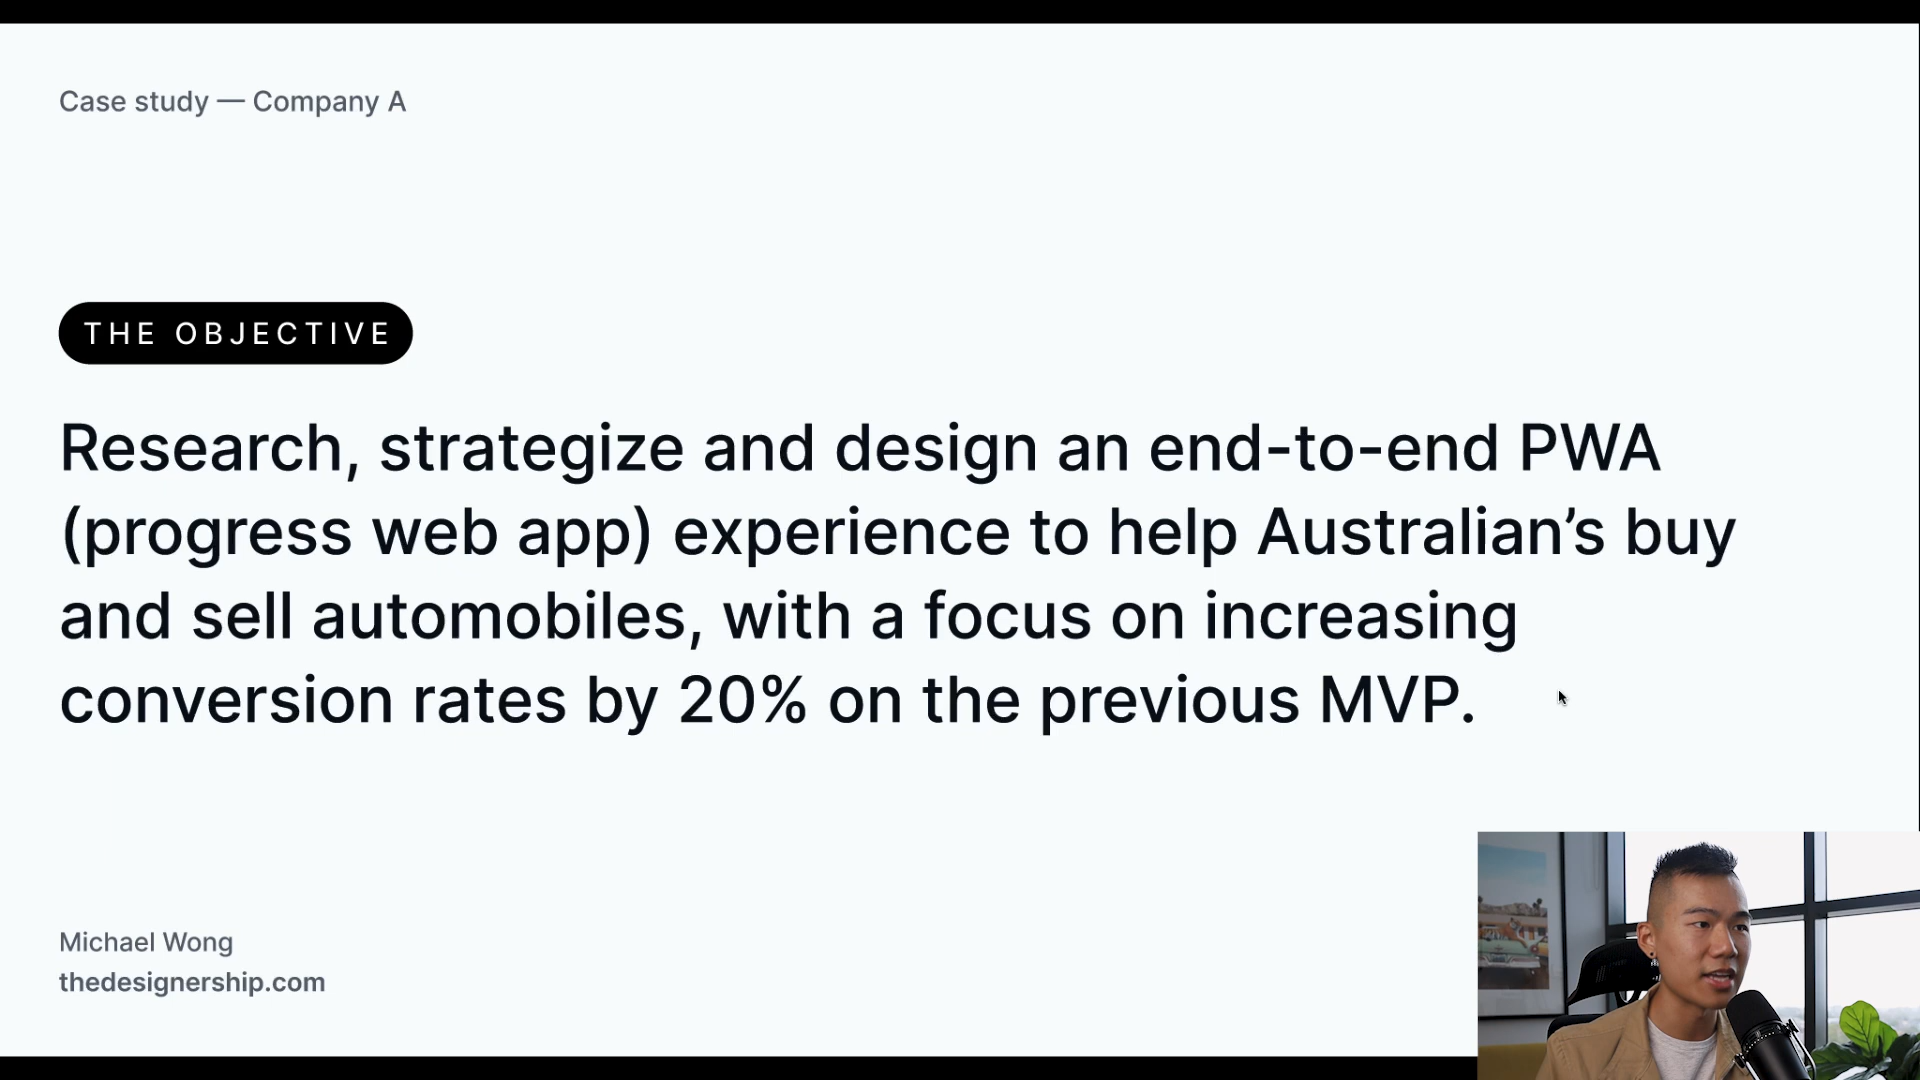 Case study — Company A
THE OBJECTIVE
Research, strategize and design an end-to-end PWA
(progress web app) experience to help Australian’s buy
and sell automobiles, with a focus on increasing
conversion rates by 20% on the previous MVP.
Michael Wong
thedesignership.com